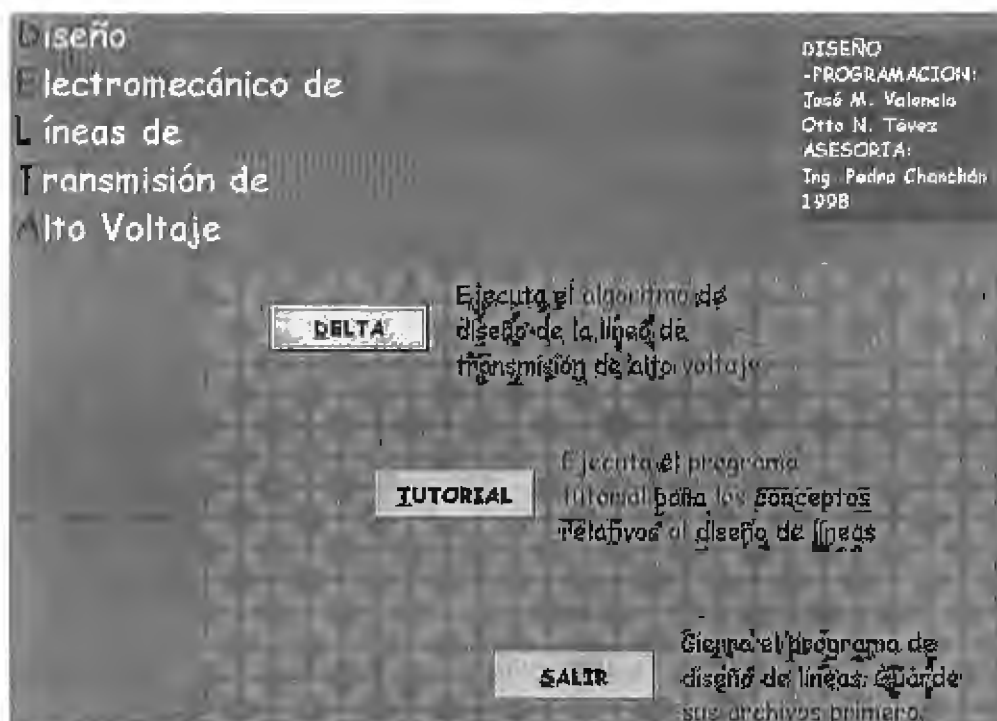 Diseño
Electromecánico de
Líneas de
Transmisión de
Alto Voltaje
DISEÑO
-PROGRAMACION:
José M. Valencia
Otto N. Távez
ASESORIA:
Ing. Pedro Chanchán
1998
DELTA
Ejecuta el algoritmo de
diseño de la línea de
transmisión de alto voltaje
TUTORIAL
Ejecuta el programa
tutorial para los conceptos
relativos al diseño de líneas
SALIR
Cierra el programa de
diseño de líneas. Guarde
sus archivos primero.